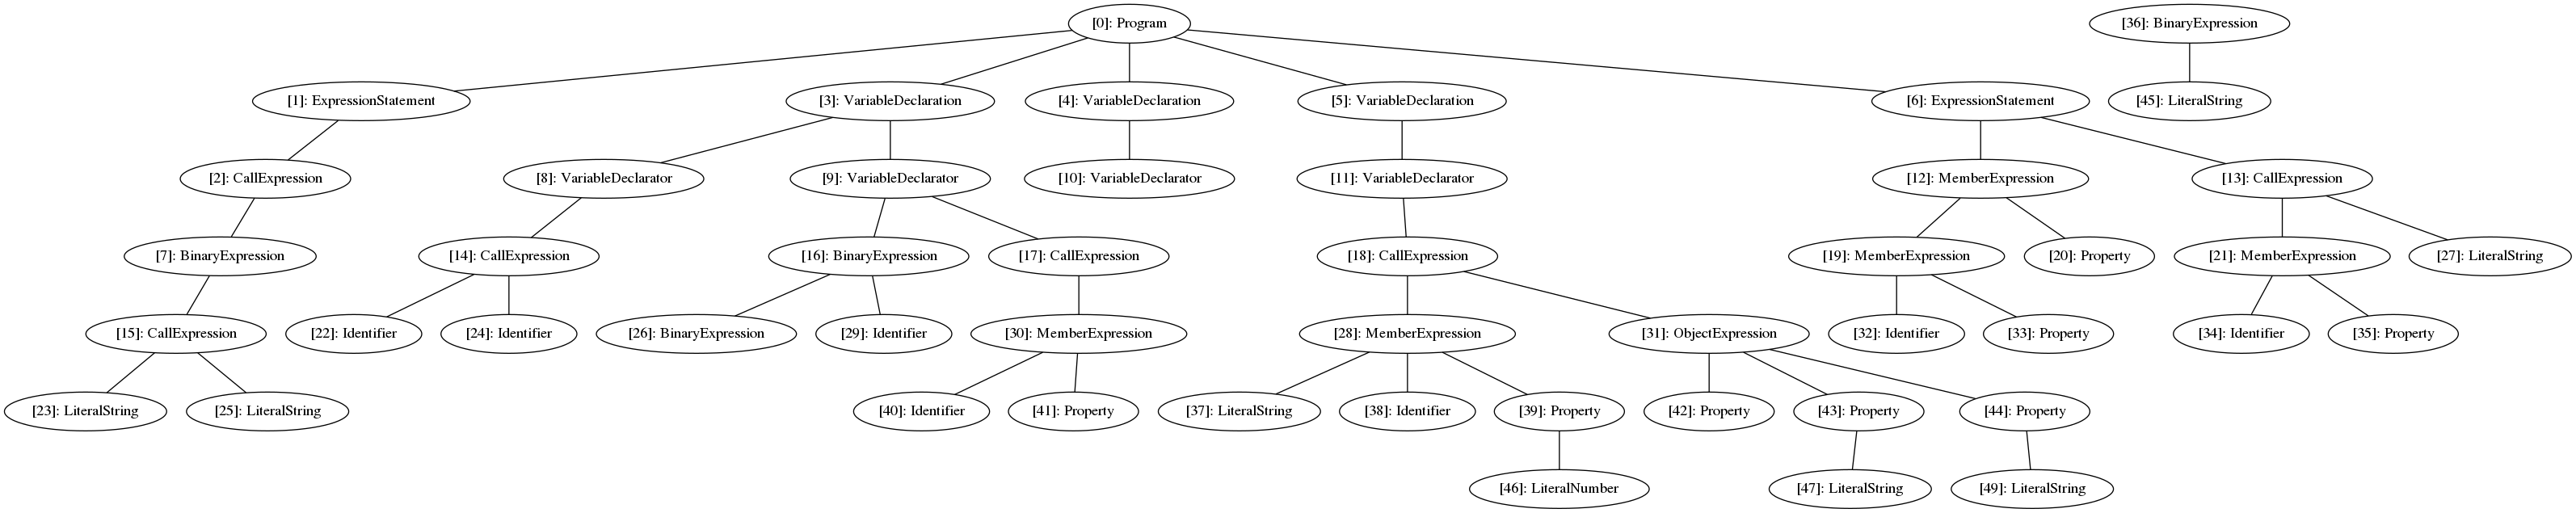 [0]: Program
[36]: BinaryExpression
[1]: ExpressionStatement
[3]: VariableDeclaration
[4]: VariableDeclaration
[5]: VariableDeclaration
[6]: ExpressionStatement
[45]: LiteralString
[2]: CallExpression
[8]: VariableDeclarator
[9]: VariableDeclarator
[10]: VariableDeclarator
[11]: VariableDeclarator
[12]: MemberExpression
[13]: CallExpression
[7]: BinaryExpression
[14]: CallExpression
[16]: BinaryExpression
[17]: CallExpression
[18]: CallExpression
[19]: MemberExpression
[20]: Property
[21]: MemberExpression
[27]: LiteralString
[15]: CallExpression
[22]: Identifier
[24]: Identifier
[26]: BinaryExpression
[29]: Identifier
[30]: MemberExpression
[28]: MemberExpression
[31]: ObjectExpression
[32]: Identifier
[33]: Property
[34]: Identifier
[35]: Property
[23]: LiteralString
[25]: LiteralString
[40]: Identifier
[41]: Property
[37]: LiteralString
[38]: Identifier
[39]: Property
[42]: Property
[43]: Property
[44]: Property
[46]: LiteralNumber
[47]: LiteralString
[49]: LiteralString